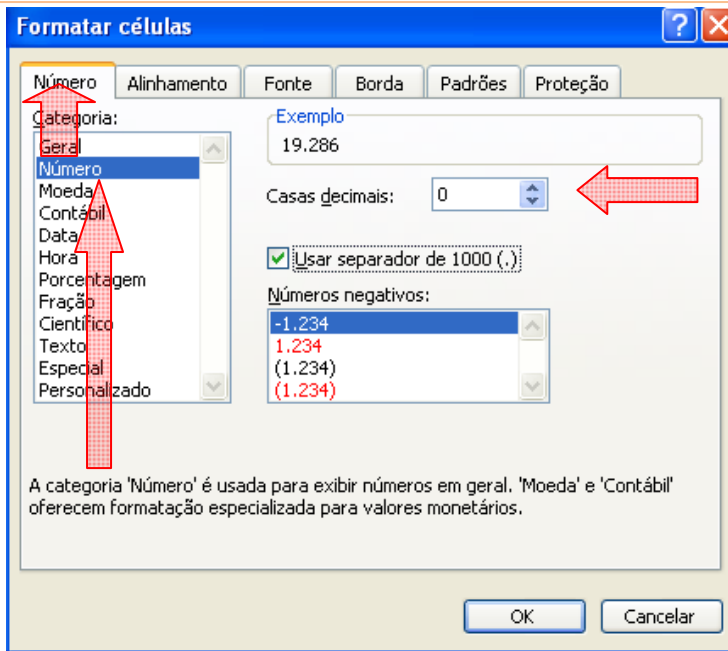 Formatar células
Número Alinhamento Fonte Borda Padrões Proteção
Categoria:
Geral
Número
Moeda
Contábil
Data
Hora
Porcentagem
Fração
Científico
Texto
Especial
Personalizado
Exemplo
19.286
Casas decimais: 0
Usar separador de 1000 (.)
Números negativos:
-1.234
1.234
(1.234)
(1.234)
A categoria 'Número' é usada para exibir números em geral. 'Moeda' e 'Contábil'
oferecem formatação especializada para valores monetários.
OK Cancelar